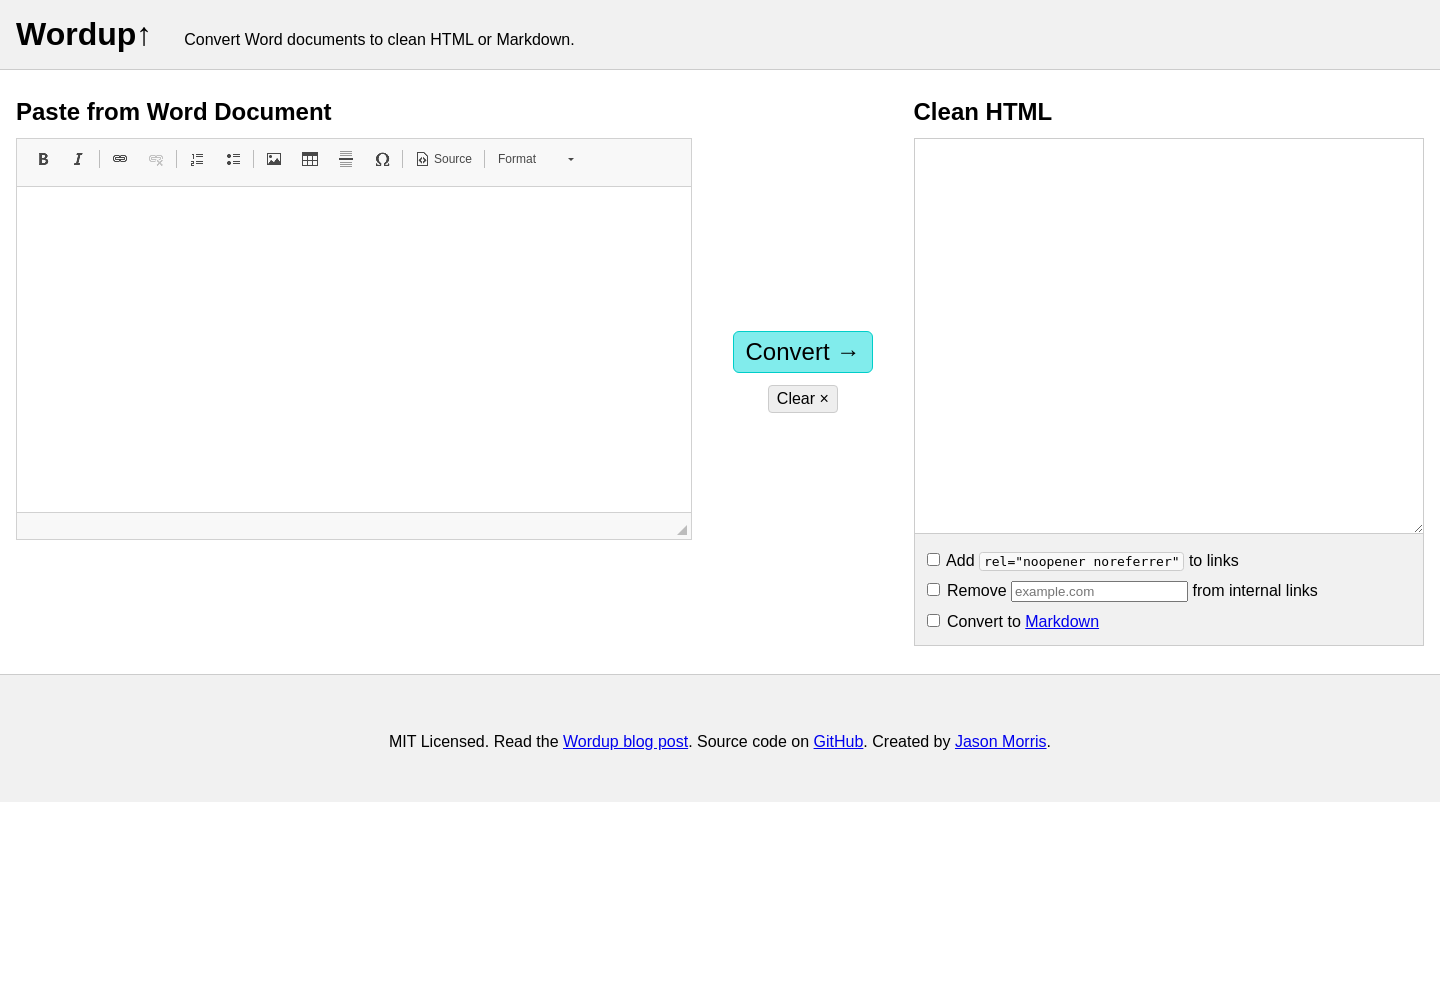 Wordup↑
Convert Word documents to clean HTML or Markdown.
Paste from Word Document
Source
Format
Convert →
Clear ×
Clean HTML
Add rel="noopener noreferrer" to links
Remove example.com from internal links
Convert to Markdown
MIT Licensed. Read the Wordup blog post. Source code on GitHub. Created by Jason Morris.